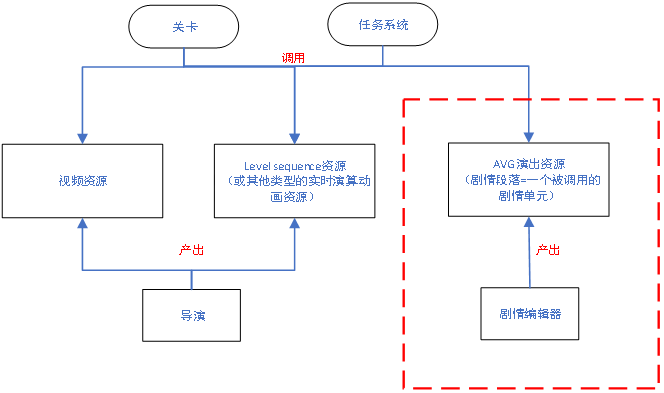 关卡
任务系统
调用
视频资源
Level sequence资源
（或其他类型的实时演算动
画资源）
AVG演出资源
（剧情段落=一个被调用的
剧情单元）
产出
产出
导演
剧情编辑器